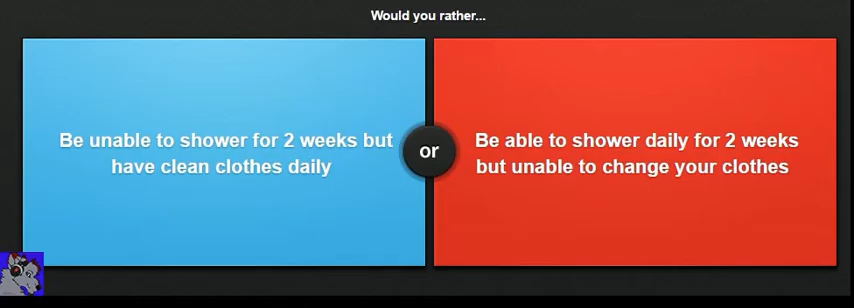 Would you rather...
Be unable to shower for 2 weeks but
have clean clothes daily
or
Be able to shower daily for 2 weeks
but unable to change your clothes